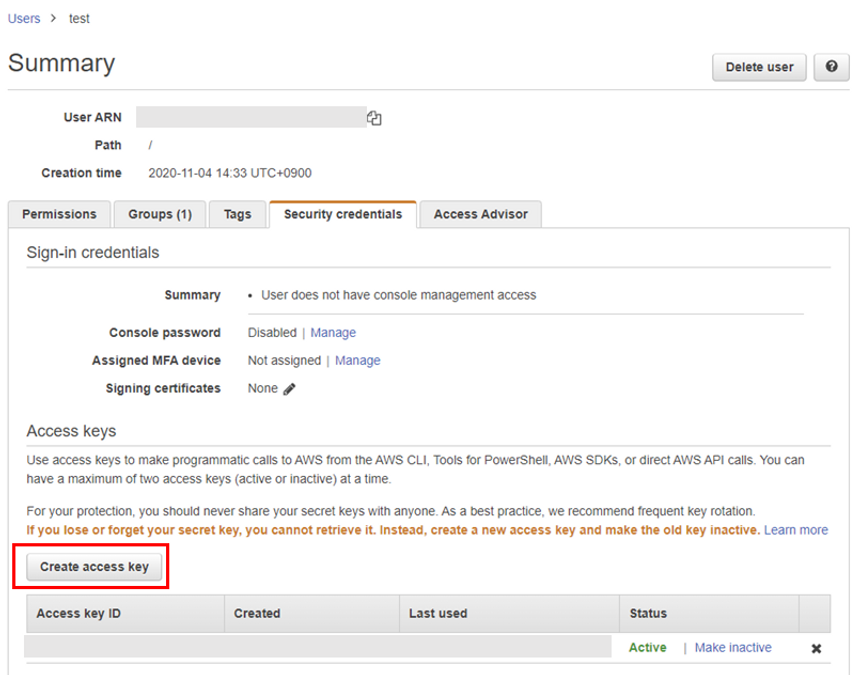 Users > test
Summary
Delete user
User ARN
Path /
Creation time 2020-11-04 14:33 UTC+0900
Permissions Groups (1) Tags Security credentials Access Advisor
Sign-in credentials
Summary • User does not have console management access
Console password Disabled | Manage
Assigned MFA device Not assigned | Manage
Signing certificates None
Access keys
Use access keys to make programmatic calls to AWS from the AWS CLI, Tools for PowerShell, AWS SDKs, or direct AWS API calls. You can
have a maximum of two access keys (active or inactive) at a time.
For your protection, you should never share your secret keys with anyone. As a best practice, we recommend frequent key rotation.
If you lose or forget your secret key, you cannot retrieve it. Instead, create a new access key and make the old key inactive. Learn more
Create access key
Access key ID Created Last used Status
Active | Make inactive